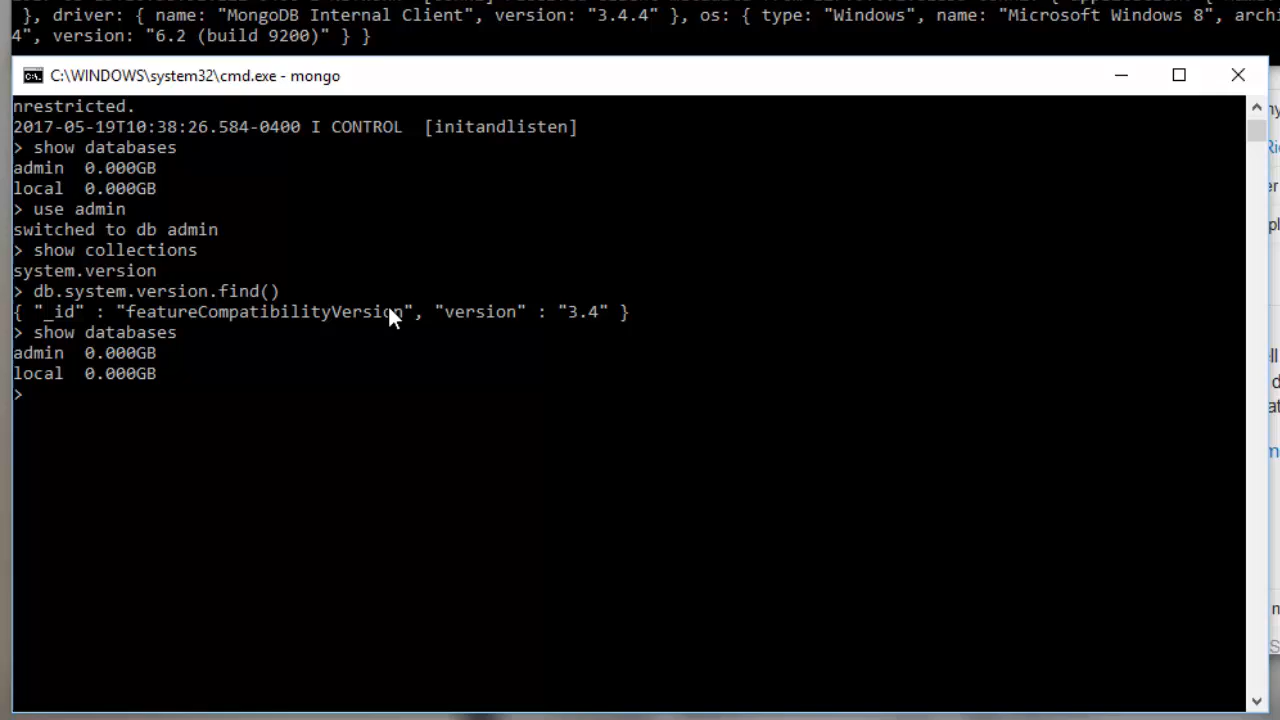 }, driver: { name: "MongoDB Internal Client", version: "3.4.4" }, os: { type: "Windows", name: "Microsoft Windows 8", archi
4", version: "6.2 (build 9200)" } }
C:\WINDOWS\system32\cmd.exe - mongo
nrestricted.
2017-05-19T10:38:26.584-0400 I CONTROL  [initandlisten]
> show databases
admin  0.000GB
local  0.000GB
> use admin
switched to db admin
> show collections
system.version
> db.system.version.find()
{ "_id" : "featureCompatibilityVersion", "version" : "3.4" }
> show databases
admin  0.000GB
local  0.000GB
>